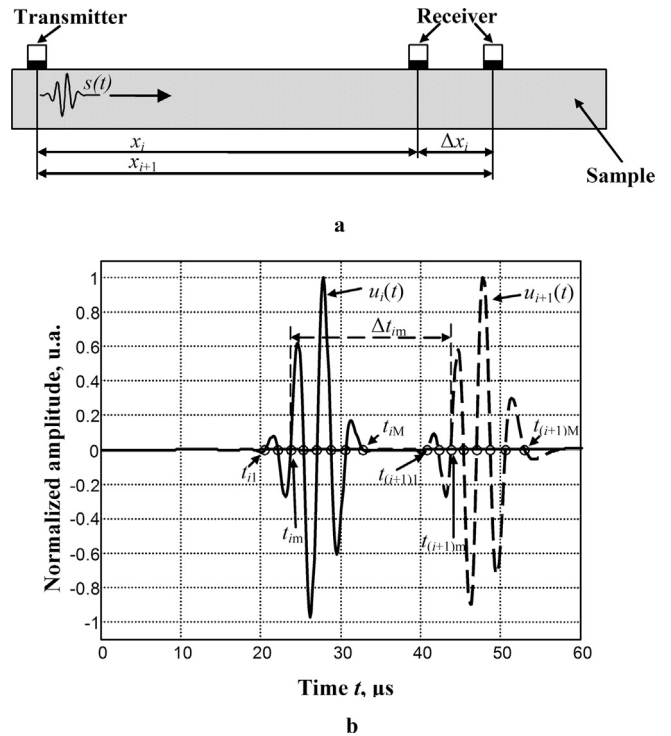 Transmitter
Receiver
s(t)
xᵢ
Δxᵢ
xᵢ₊₁
Sample
a
1
0.8
0.6
0.4
0.2
0
-0.2
-0.4
-0.6
-0.8
-1
Normalized amplitude, u.a.
uᵢ(t)
uᵢ₊₁(t)
Δtᵢm
tᵢM
t(i+1)M
tᵢ1
t(i+1)1
tᵢm
t(i+1)m
0 10 20 30 40 50 60
Time t, μs
b